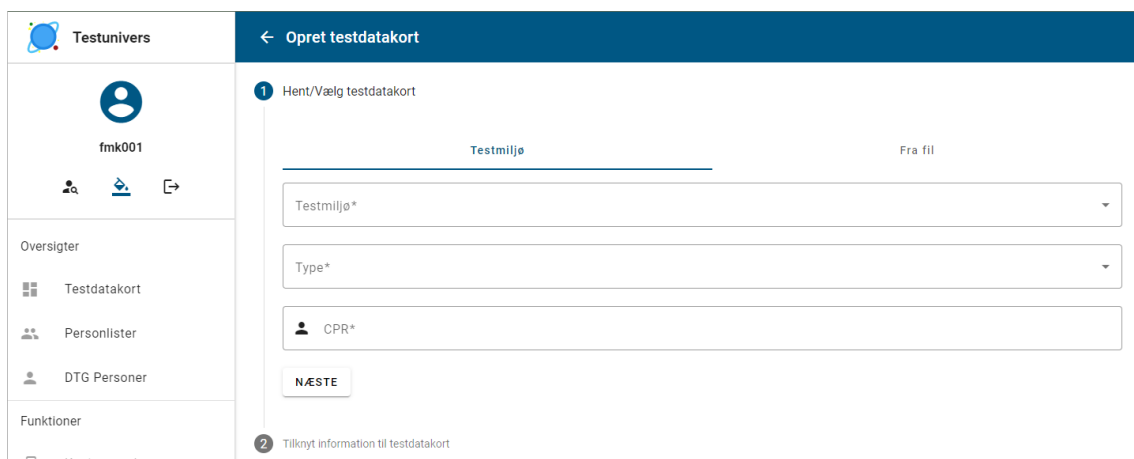 Testunivers
fmk001
Oversigter
Testdatakort
Personlister
DTG Personer
Funktioner
Opret testdatakort
1 Hent/Vælg testdatakort
Testmiljø Fra fil
Testmiljø*
Type*
CPR*
NÆSTE
2 Tilknyt information til testdatakort